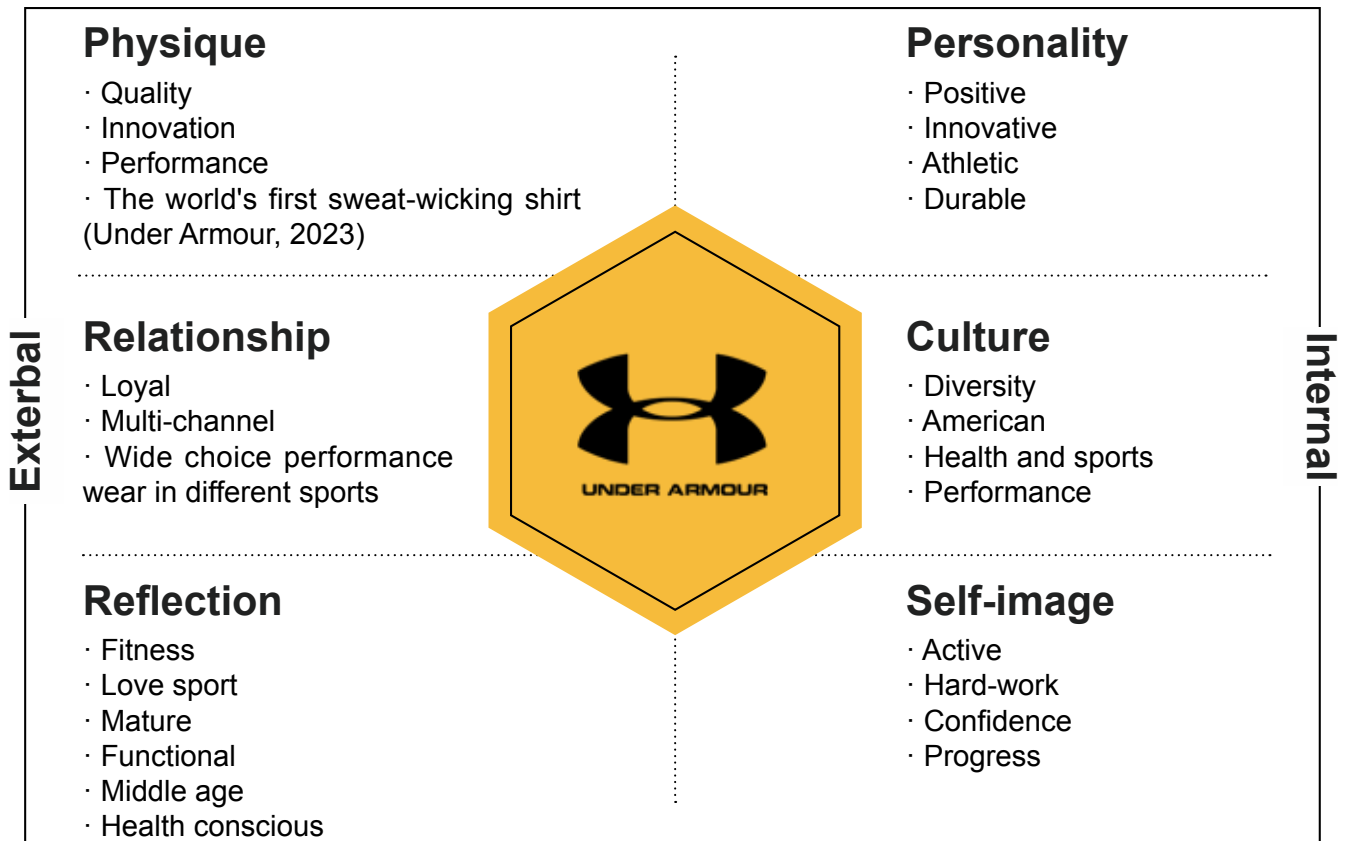 Physique
· Quality
· Innovation
· Performance
· The world's first sweat-wicking shirt
(Under Armour, 2023)
Personality
· Positive
· Innovative
· Athletic
· Durable
Exterbal
Relationship
· Loyal
· Multi-channel
· Wide choice performance
wear in different sports
UNDER ARMOUR
Culture
· Diversity
· American
· Health and sports
· Performance
Internal
Reflection
· Fitness
· Love sport
· Mature
· Functional
· Middle age
· Health conscious
Self-image
· Active
· Hard-work
· Confidence
· Progress